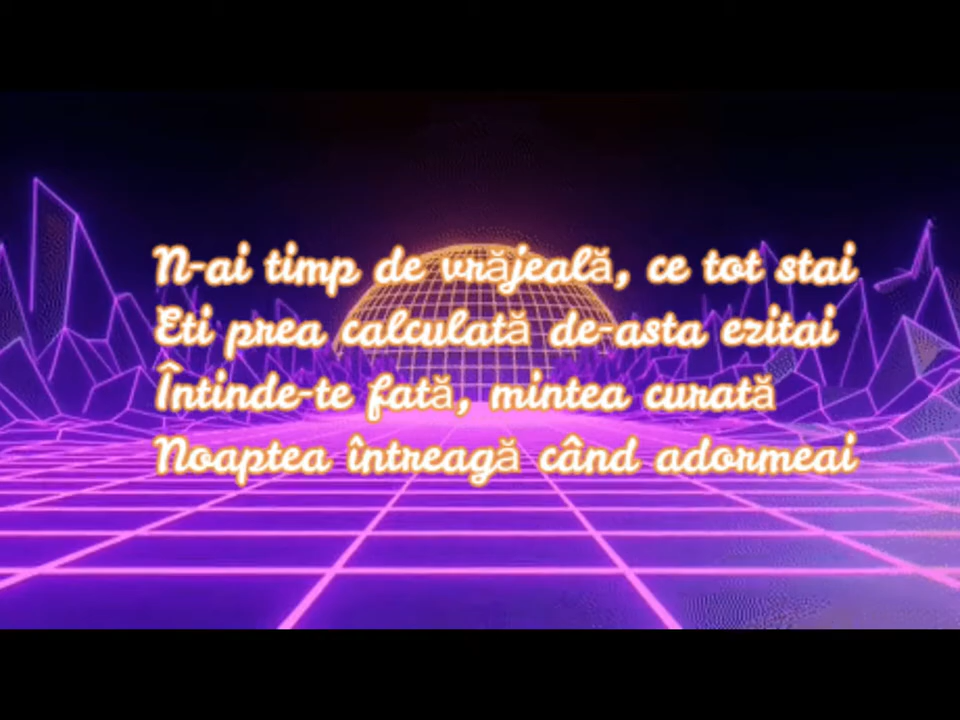 N-ai timp de vrăjeală, ce tot stai
Eti prea calculată de-asta ezitai
Întinde-te fată, mintea curată
Noaptea întreagă când adormeai